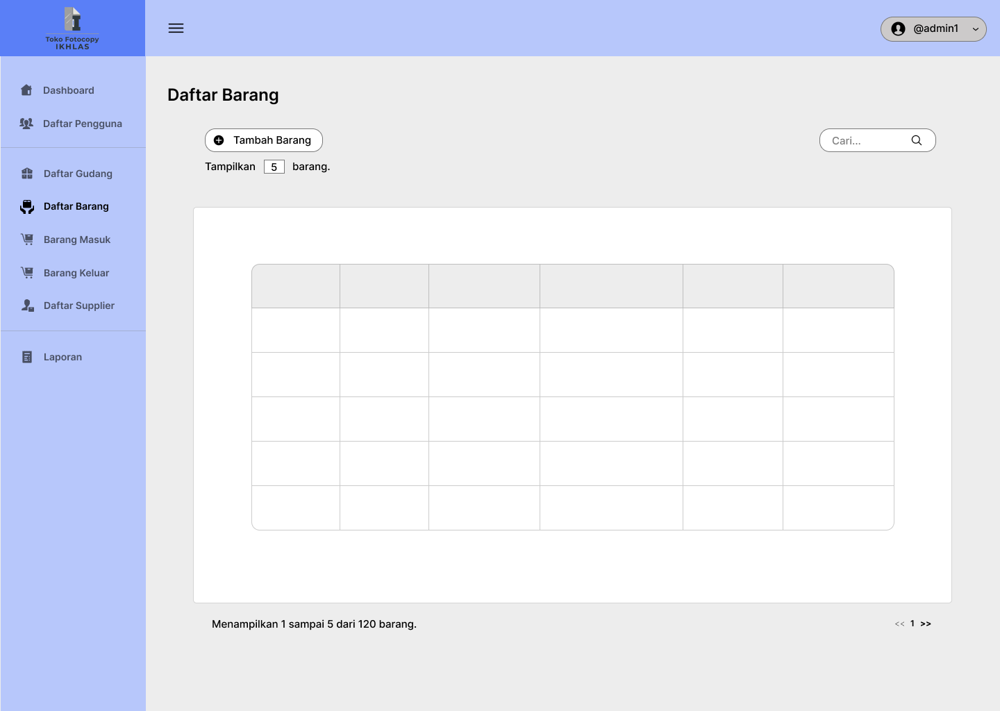 Toko Fotocopy
IKHLAS
@admin1
Dashboard
Daftar Pengguna
Daftar Gudang
Daftar Barang
Barang Masuk
Barang Keluar
Daftar Supplier
Laporan
Daftar Barang
Tambah Barang
Cari...
Tampilkan 5 barang.
Menampilkan 1 sampai 5 dari 120 barang.
<< 1 >>